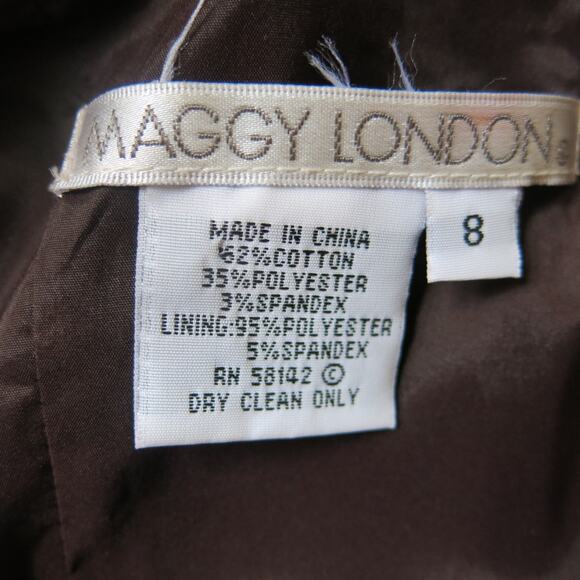 MAGGY LONDON®
8
MADE IN CHINA
62%COTTON
35%POLYESTER
3%SPANDEX
LINING:95%POLYESTER
5%SPANDEX
RN 58142 ©
DRY CLEAN ONLY